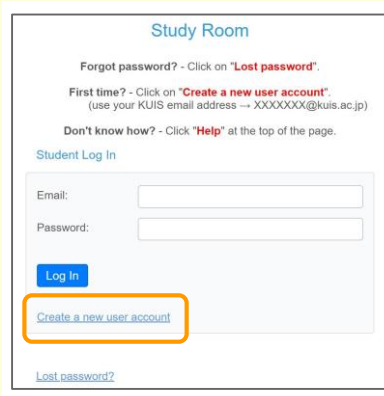 Study Room
Forgot password? - Click on "Lost password".
First time? - Click on "Create a new user account".
(use your KUIS email address → XXXXXXX@kuis.ac.jp)
Don't know how? - Click "Help" at the top of the page.
Student Log In
Email:
Password:
Log In
Create a new user account
Lost password?